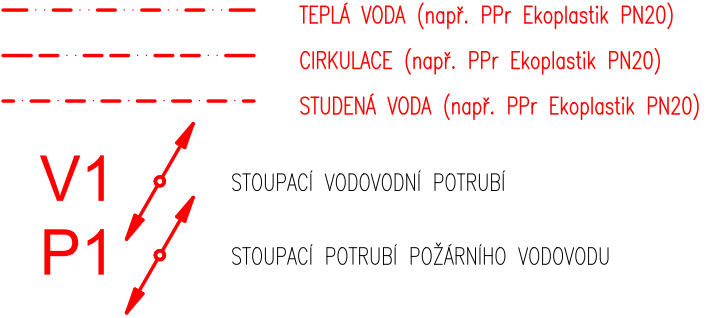 TEPLÁ VODA (např. PPr Ekoplastik PN20)
CIRKULACE (např. PPr Ekoplastik PN20)
STUDENÁ VODA (např. PPr Ekoplastik PN20)
V1 STOUPACÍ VODOVODNÍ POTRUBÍ
P1 STOUPACÍ POTRUBÍ POŽÁRNÍHO VODOVODU